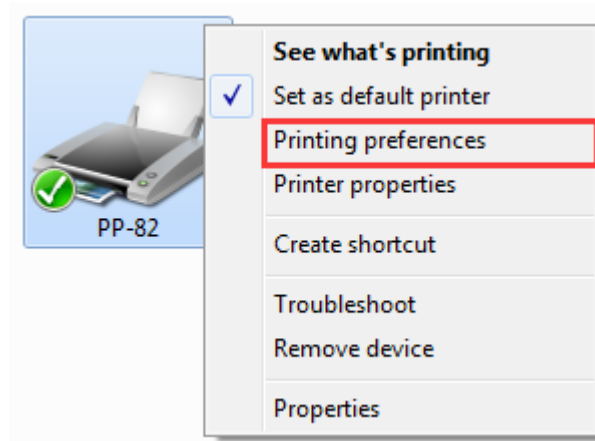 See what's printing
Set as default printer
Printing preferences
Printer properties
PP-82
Create shortcut
Troubleshoot
Remove device
Properties